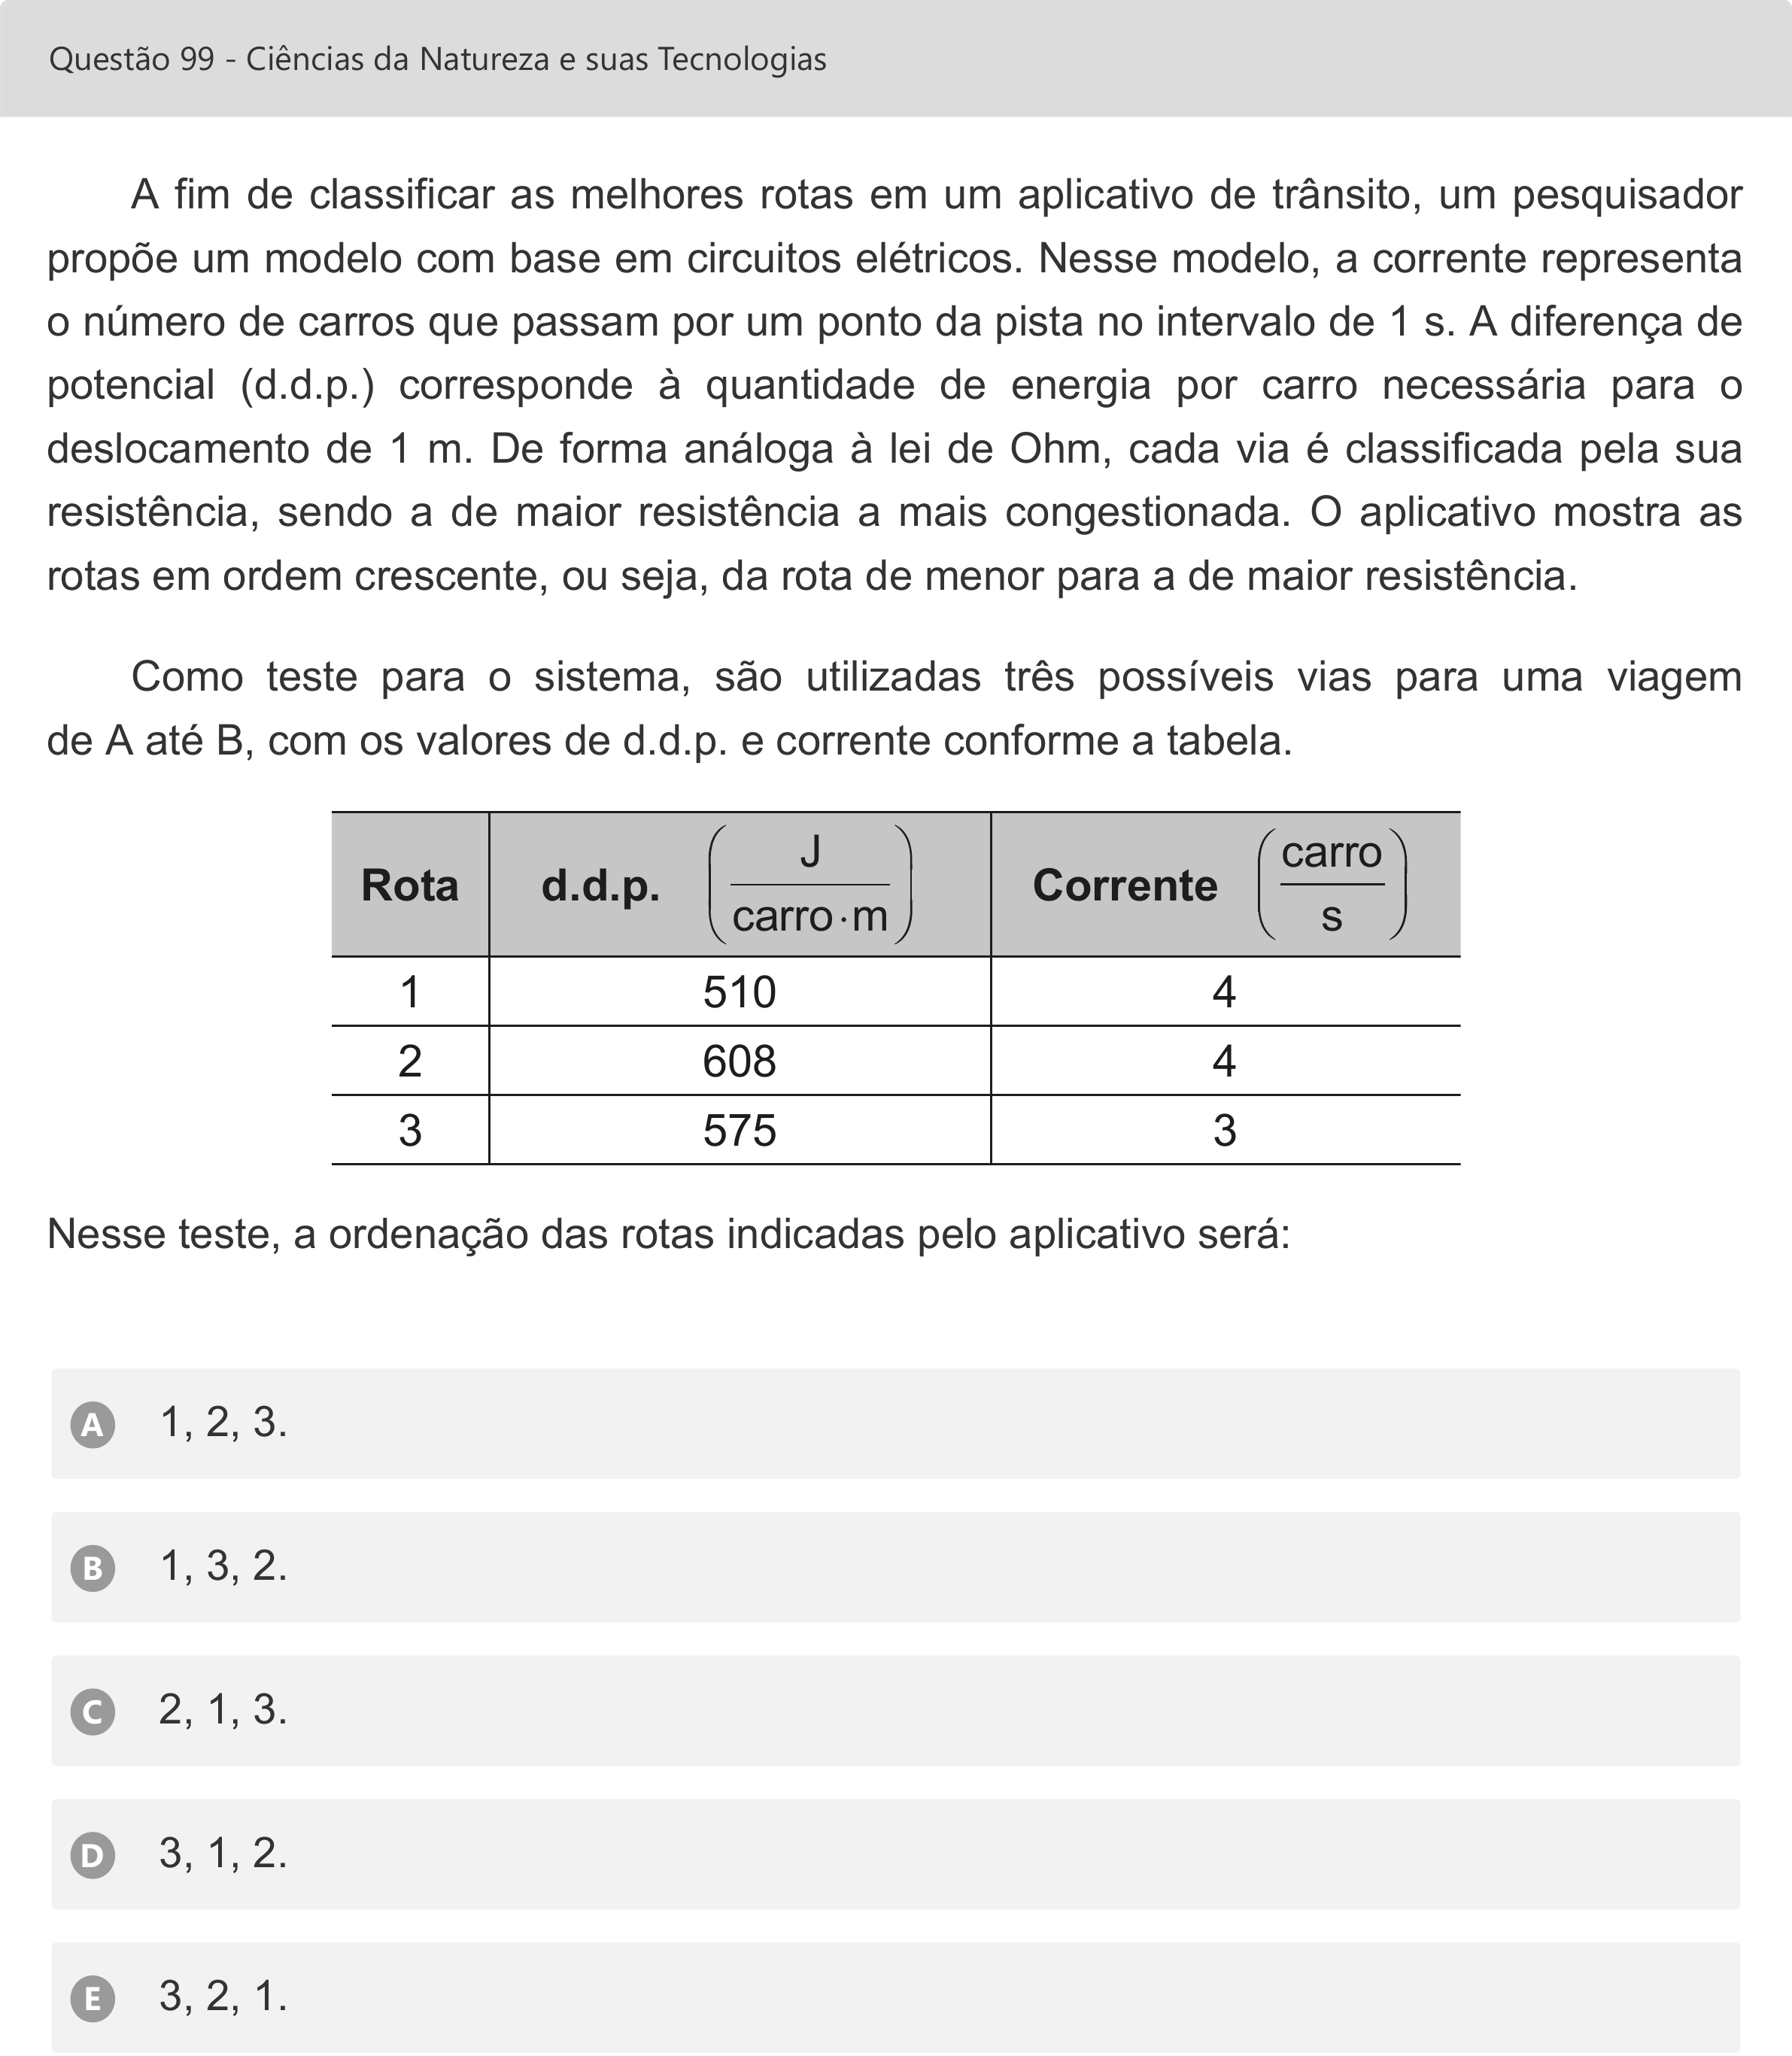 Questão 99 - Ciências da Natureza e suas Tecnologias
A fim de classificar as melhores rotas em um aplicativo de trânsito, um pesquisador
propõe um modelo com base em circuitos elétricos. Nesse modelo, a corrente representa
o número de carros que passam por um ponto da pista no intervalo de 1 s. A diferença de
potencial (d.d.p.) corresponde à quantidade de energia por carro necessária para o
deslocamento de 1 m. De forma análoga à lei de Ohm, cada via é classificada pela sua
resistência, sendo a de maior resistência a mais congestionada. O aplicativo mostra as
rotas em ordem crescente, ou seja, da rota de menor para a de maior resistência.
Como teste para o sistema, são utilizadas três possíveis vias para uma viagem
de A até B, com os valores de d.d.p. e corrente conforme a tabela.
Rota d.d.p. (J / carro · m) Corrente (carro / s)
1 510 4
2 608 4
3 575 3
Nesse teste, a ordenação das rotas indicadas pelo aplicativo será:
A 1, 2, 3.
B 1, 3, 2.
C 2, 1, 3.
D 3, 1, 2.
E 3, 2, 1.